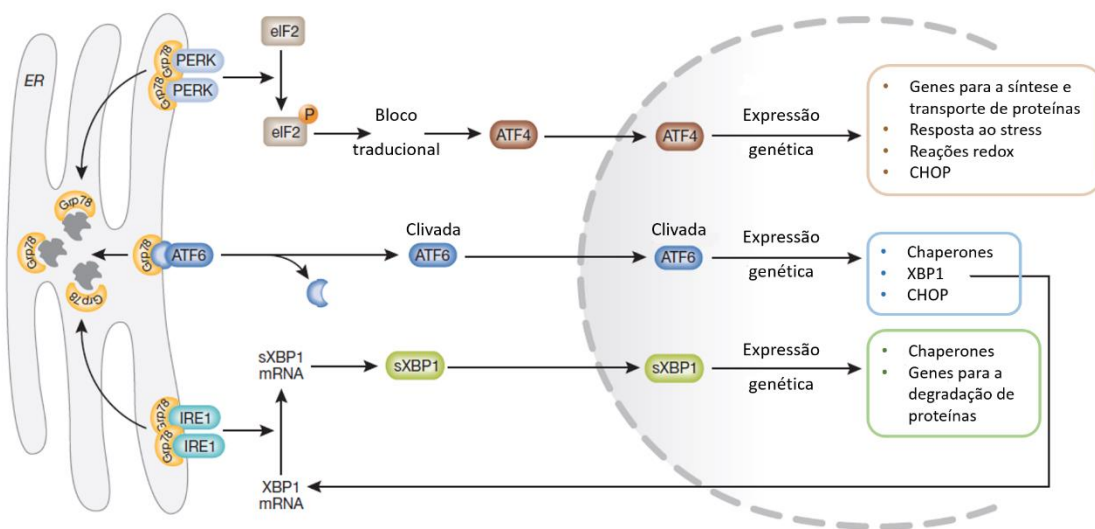 ER
Grp78
PERK
Grp78
PERK
eIF2
P
eIF2
Bloco
traducional
ATF4
ATF4
Expressão
genética
• Genes para a síntese e
transporte de proteínas
• Resposta ao stress
• Reações redox
• CHOP
Grp78
Grp78
Grp78
Grp78
ATF6
Clivada
ATF6
Clivada
ATF6
Expressão
genética
• Chaperones
• XBP1
• CHOP
sXBP1
mRNA
sXBP1
sXBP1
Expressão
genética
• Chaperones
• Genes para a
degradação de
proteínas
Grp78
IRE1
Grp78
IRE1
XBP1
mRNA